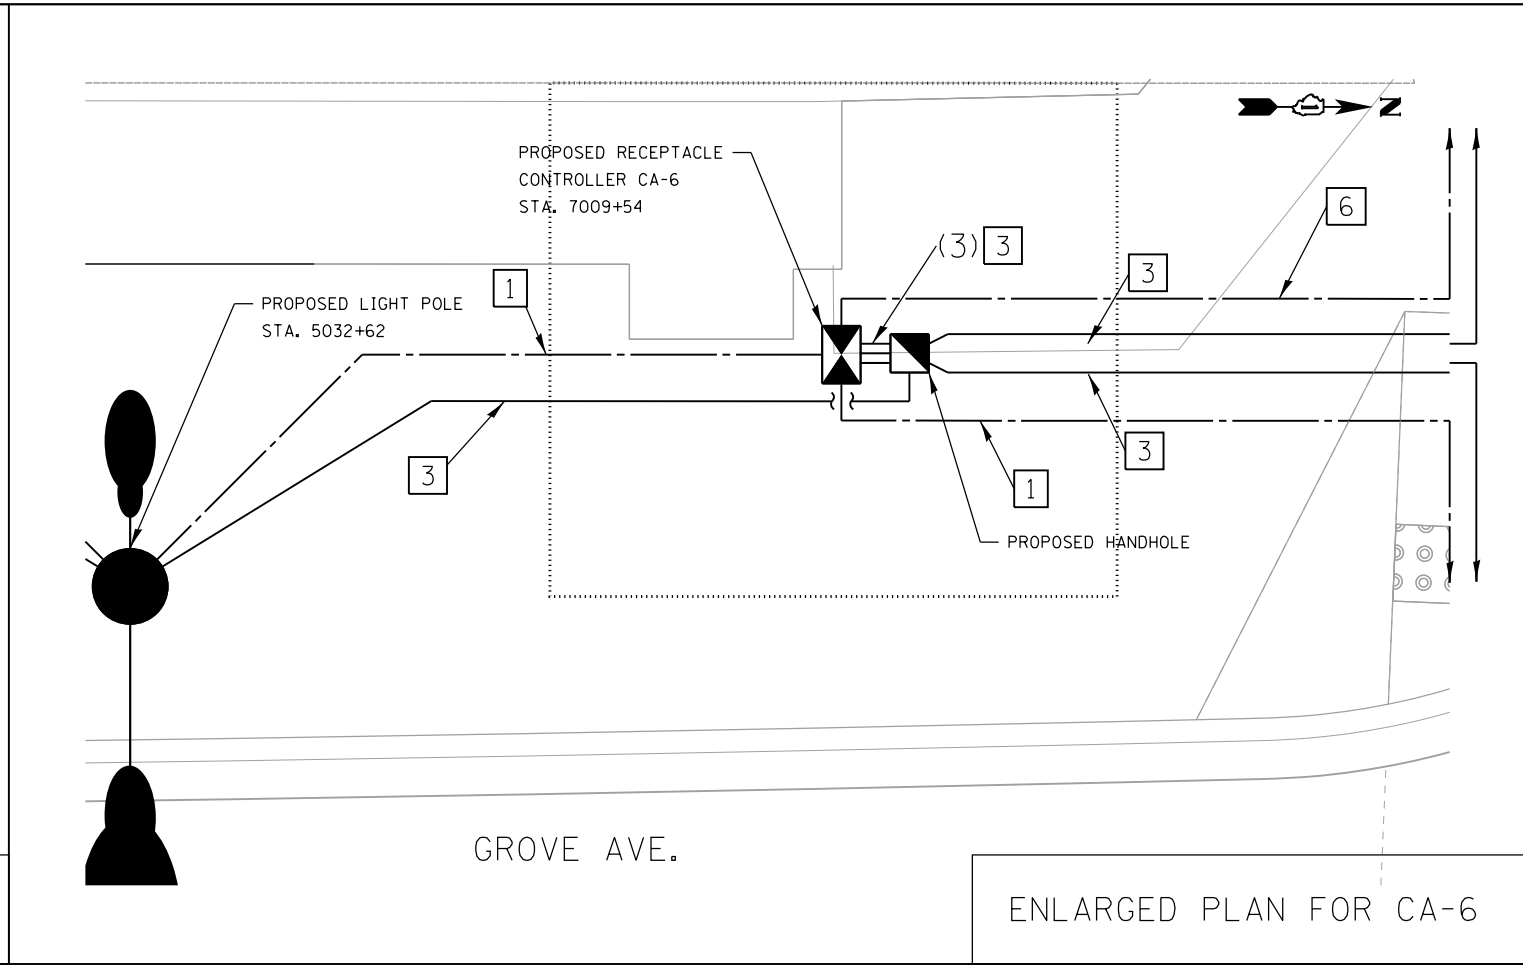 N
PROPOSED RECEPTACLE
CONTROLLER CA-6
STA. 7009+54
6
(3) 3
3
1
PROPOSED LIGHT POLE
STA. 5032+62
3
3
1
PROPOSED HANDHOLE
GROVE AVE.
ENLARGED PLAN FOR CA-6